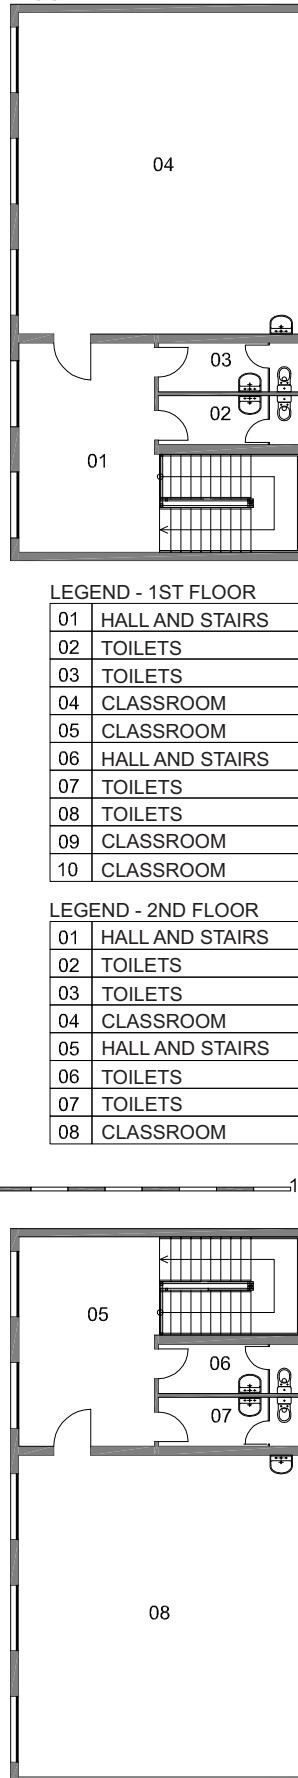 04
03
02
01
LEGEND - 1ST FLOOR
01 HALL AND STAIRS
02 TOILETS
03 TOILETS
04 CLASSROOM
05 CLASSROOM
06 HALL AND STAIRS
07 TOILETS
08 TOILETS
09 CLASSROOM
10 CLASSROOM
LEGEND - 2ND FLOOR
01 HALL AND STAIRS
02 TOILETS
03 TOILETS
04 CLASSROOM
05 HALL AND STAIRS
06 TOILETS
07 TOILETS
08 CLASSROOM
1
05
06
07
08